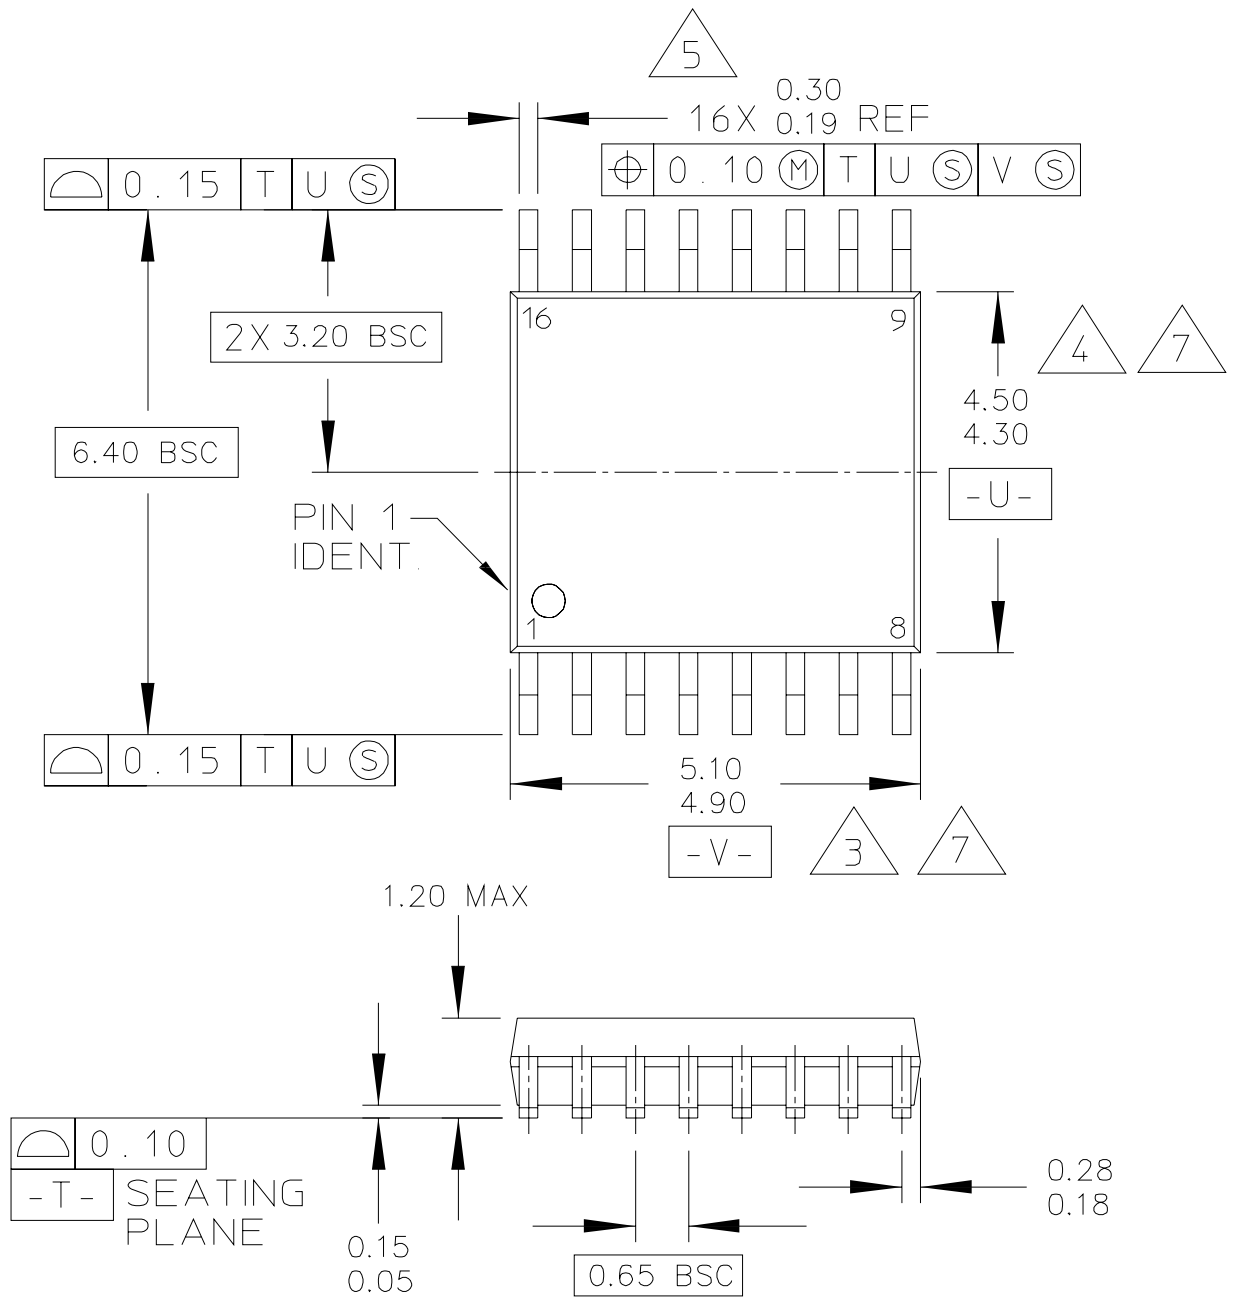 5
0.30
16X 0.19 REF
0.10 Ⓜ T U Ⓢ V Ⓢ
0.15 T U Ⓢ
2X 3.20 BSC
16
9
4
7
4.50
4.30
6.40 BSC
-U-
PIN 1
IDENT.
1
8
0.15 T U Ⓢ
5.10
4.90
-V-
3
7
1.20 MAX
0.10
-T- SEATING
PLANE
0.15
0.05
0.65 BSC
0.28
0.18